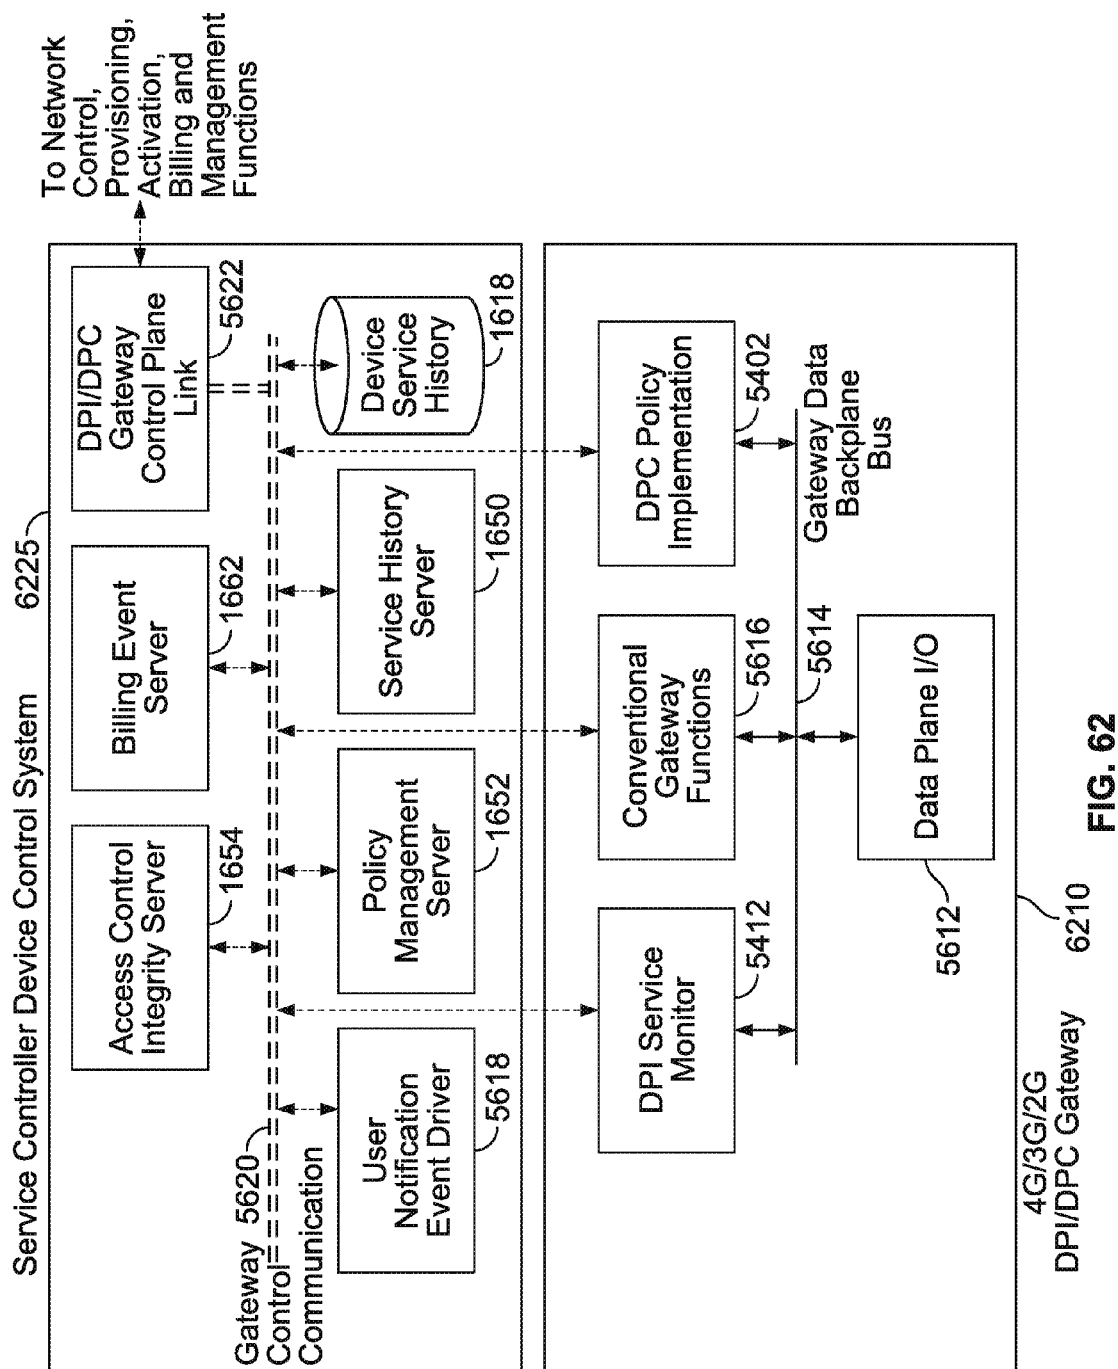 Service Controller Device Control System
6225
To Network
Control,
Provisioning,
Activation,
Billing and
Management
Functions
Access Control
Integrity Server
1654
Billing Event
Server
1662
DPI/DPC
Gateway
Control Plane
Link
5622
Gateway 5620
Control
Communication
User
Notification
Event Driver
5618
Policy
Management
Server
1652
Service History
Server
1650
Device
Service
History
1618
DPI Service
Monitor
5412
Conventional
Gateway
Functions
5616
DPC Policy
Implementation
5402
5614
Gateway Data
Backplane
Bus
Data Plane I/O
5612
4G/3G/2G
DPI/DPC Gateway
6210
FIG. 62